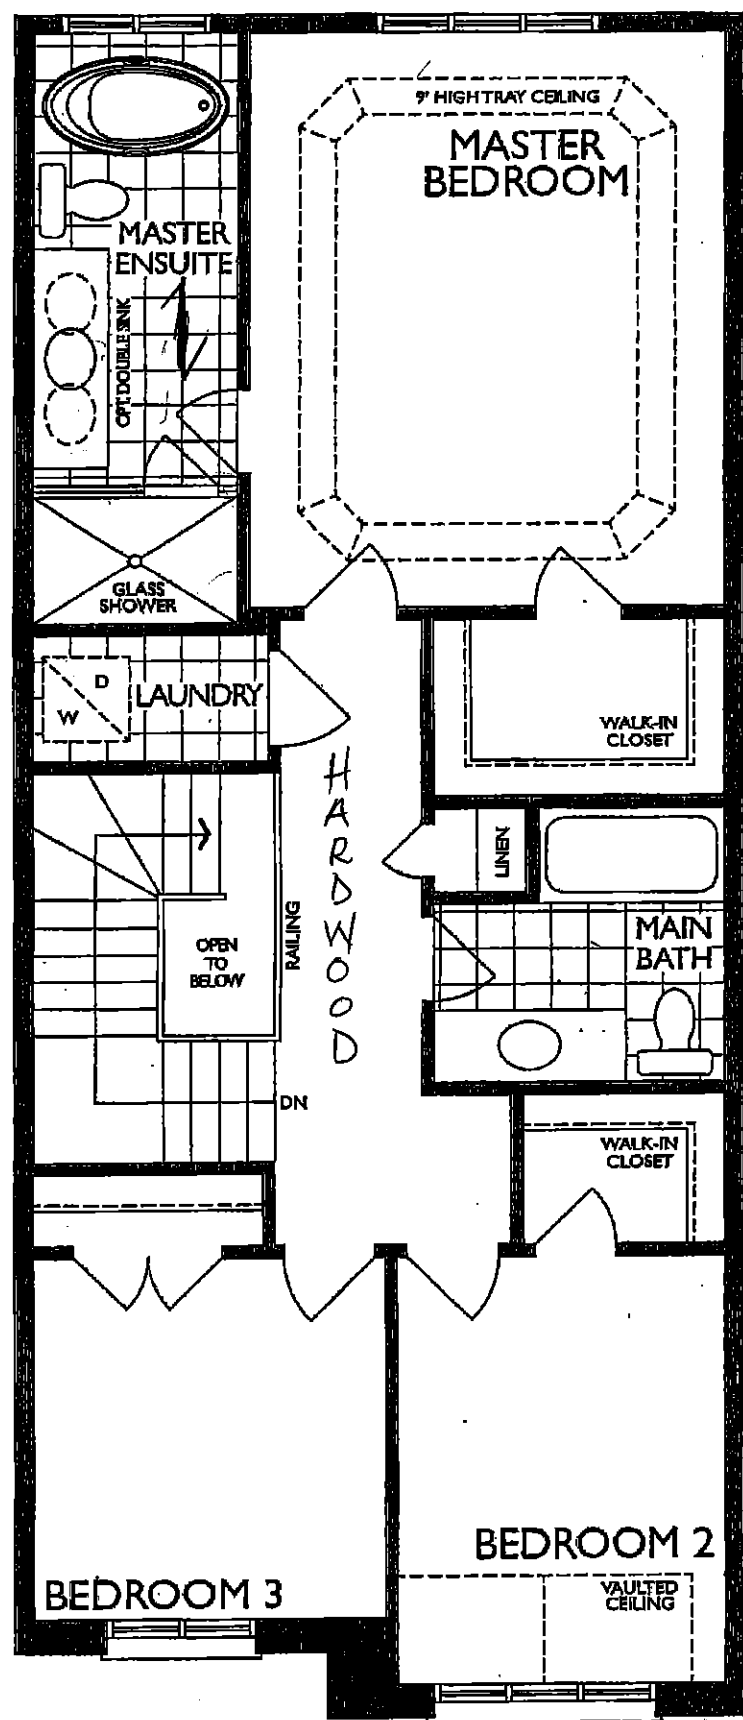 9' HIGH TRAY CEILING
MASTER
BEDROOM
MASTER
ENSUITE
OPT. DOUBLE SINK
GLASS
SHOWER
D
W
LAUNDRY
WALK-IN
CLOSET
HARDWOOD
LINEN
RAILING
OPEN
TO
BELOW
MAIN
BATH
DN
WALK-IN
CLOSET
BEDROOM 2
VAULTED
CEILING
BEDROOM 3